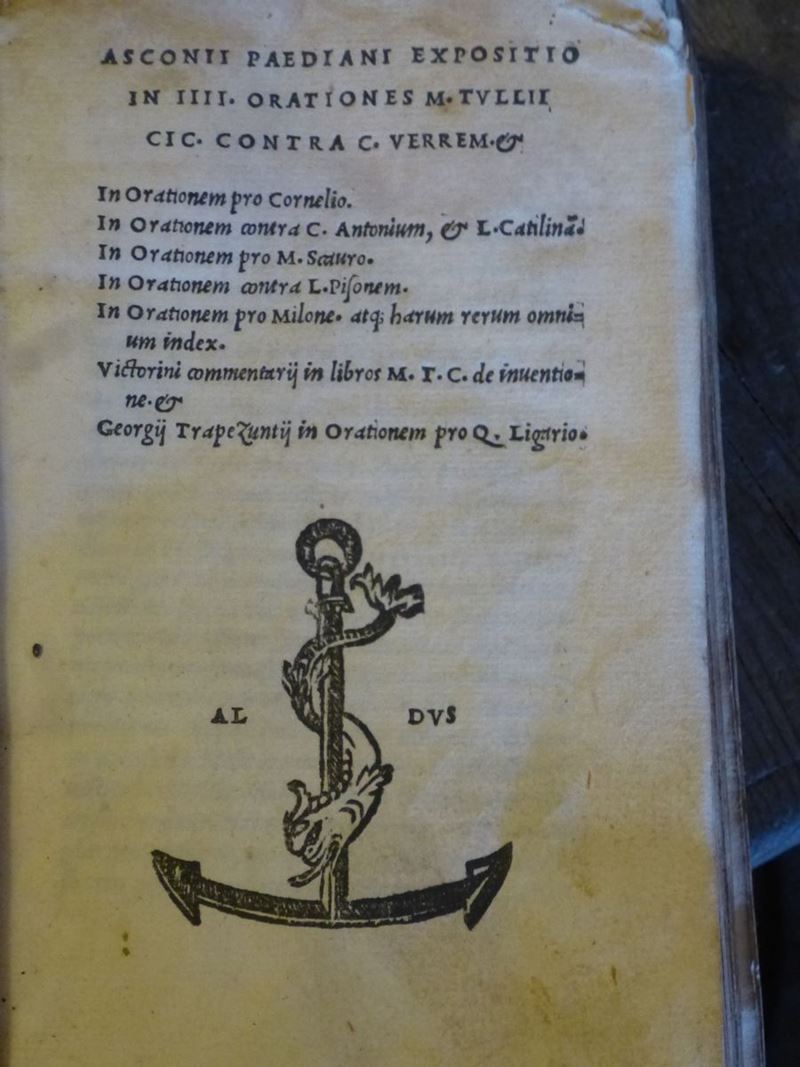 ASCONII PAEDIANI EXPOSITIO
IN IIII. ORATIONES M. TVLLII
CIC. CONTRA C. VERREM. &
In Orationem pro Cornelio.
In Orationem contra C. Antonium, & L. Catilinā.
In Orationem pro M. Scauro.
In Orationem contra L. Piſonem.
In Orationem pro Milone. atq; harum rerum omni=
um index.
Victorini commentarij in libros M. T. C. de inuentio=
ne. &
Georgij Trapezuntij in Orationem pro Q. Ligario.
AL DVS